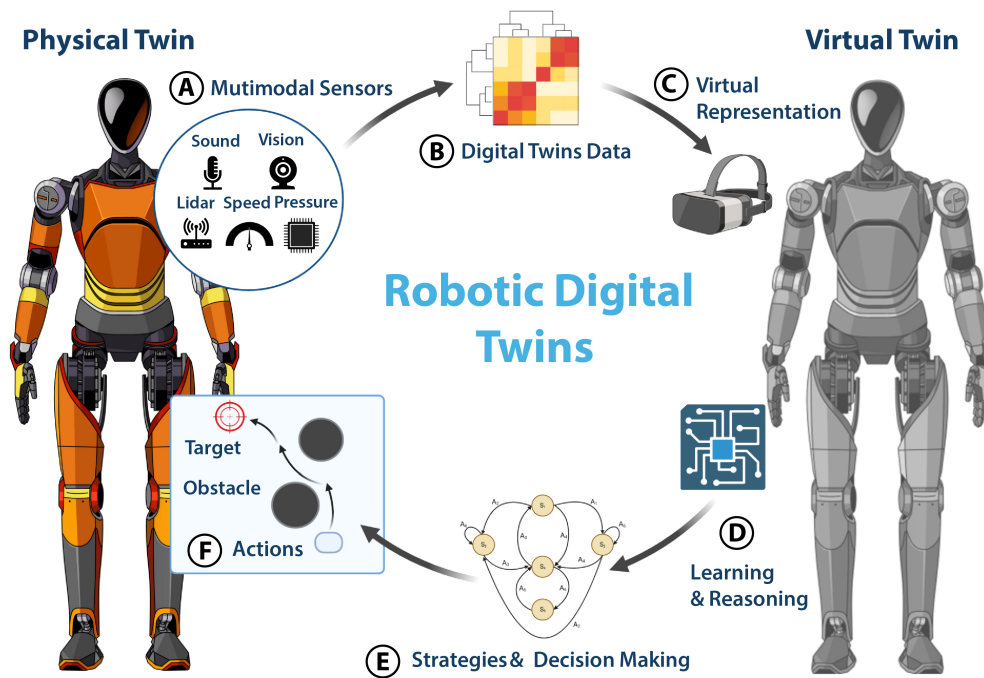 Physical Twin
Virtual Twin
A Mutimodal Sensors
Sound Vision
Lidar Speed Pressure
B Digital Twins Data
C Virtual
Representation
Robotic Digital
Twins
D
Learning
& Reasoning
E Strategies & Decision Making
F Actions
Target
Obstacle